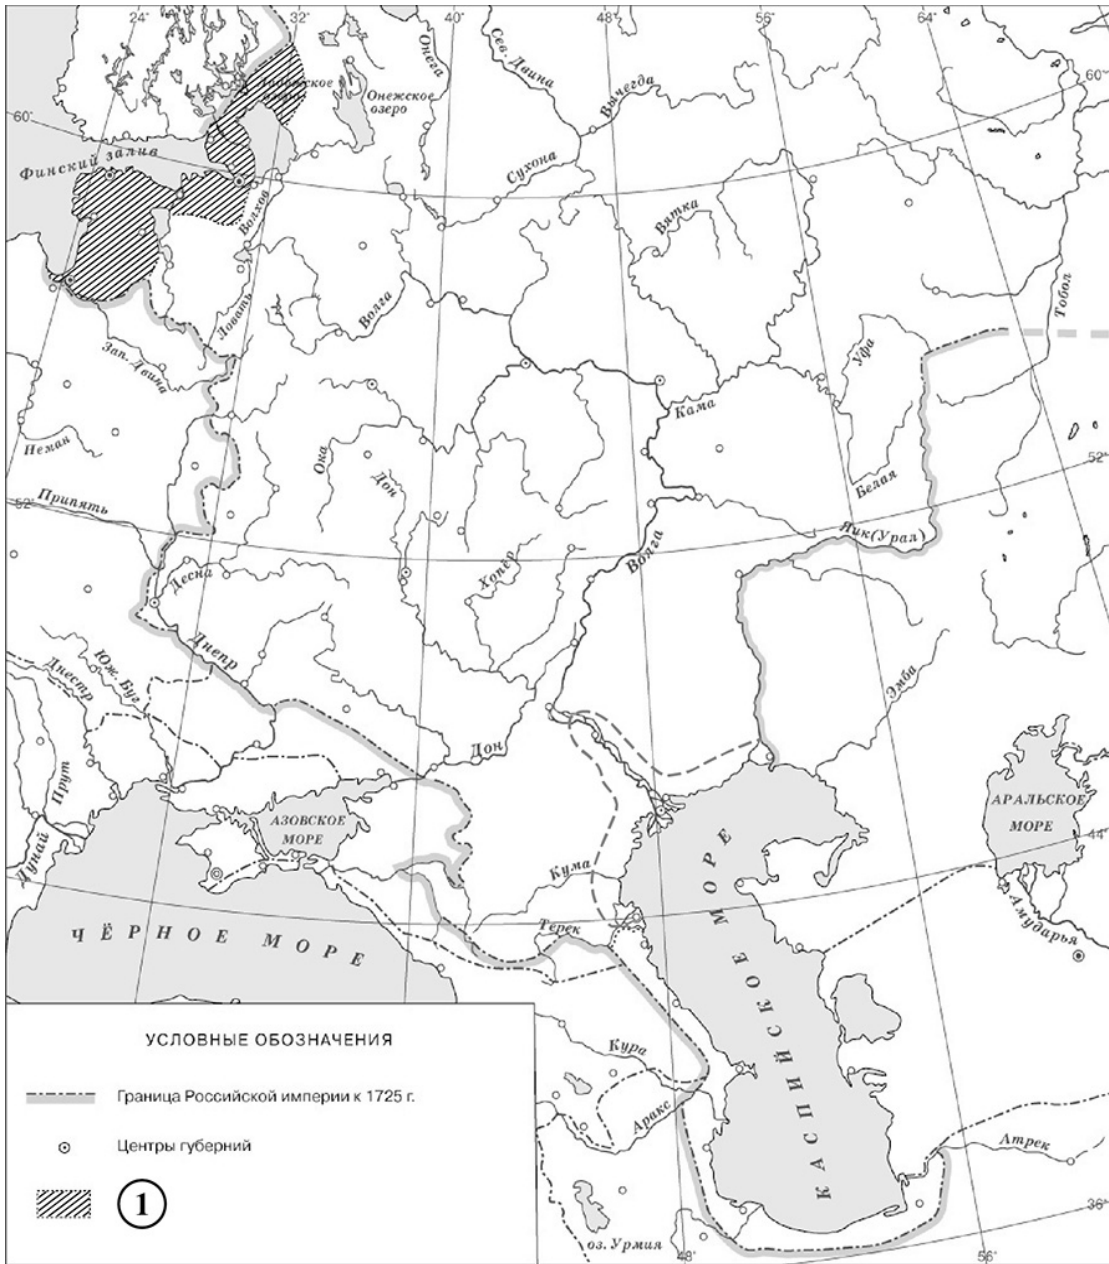 24°
32°
40°
48°
56°
64°
60°
60°
Онежское
озеро
Онега
Сев. Двина
Вычегда
Сухона
Финский залив
Волхов
Вятка
Ловать
Волга
Тобол
Зап. Двина
Уфа
Кама
Неман
Ока
Дон
Белая
52°
52°
Припять
Волга
Яик (Урал)
Десна
Хопёр
Днепр
Юж. Буг
Днестр
Эмба
Дон
Прут
АЗОВСКОЕ
МОРЕ
АРАЛЬСКОЕ
МОРЕ
44°
Дунай
Кума
Терек
Амударья
ЧЁРНОЕ МОРЕ
КАСПИЙСКОЕ МОРЕ
Кура
Аракс
Атрек
оз. Урмия
48°
56°
36°
УСЛОВНЫЕ ОБОЗНАЧЕНИЯ
Граница Российской империи к 1725 г.
Центры губерний
1